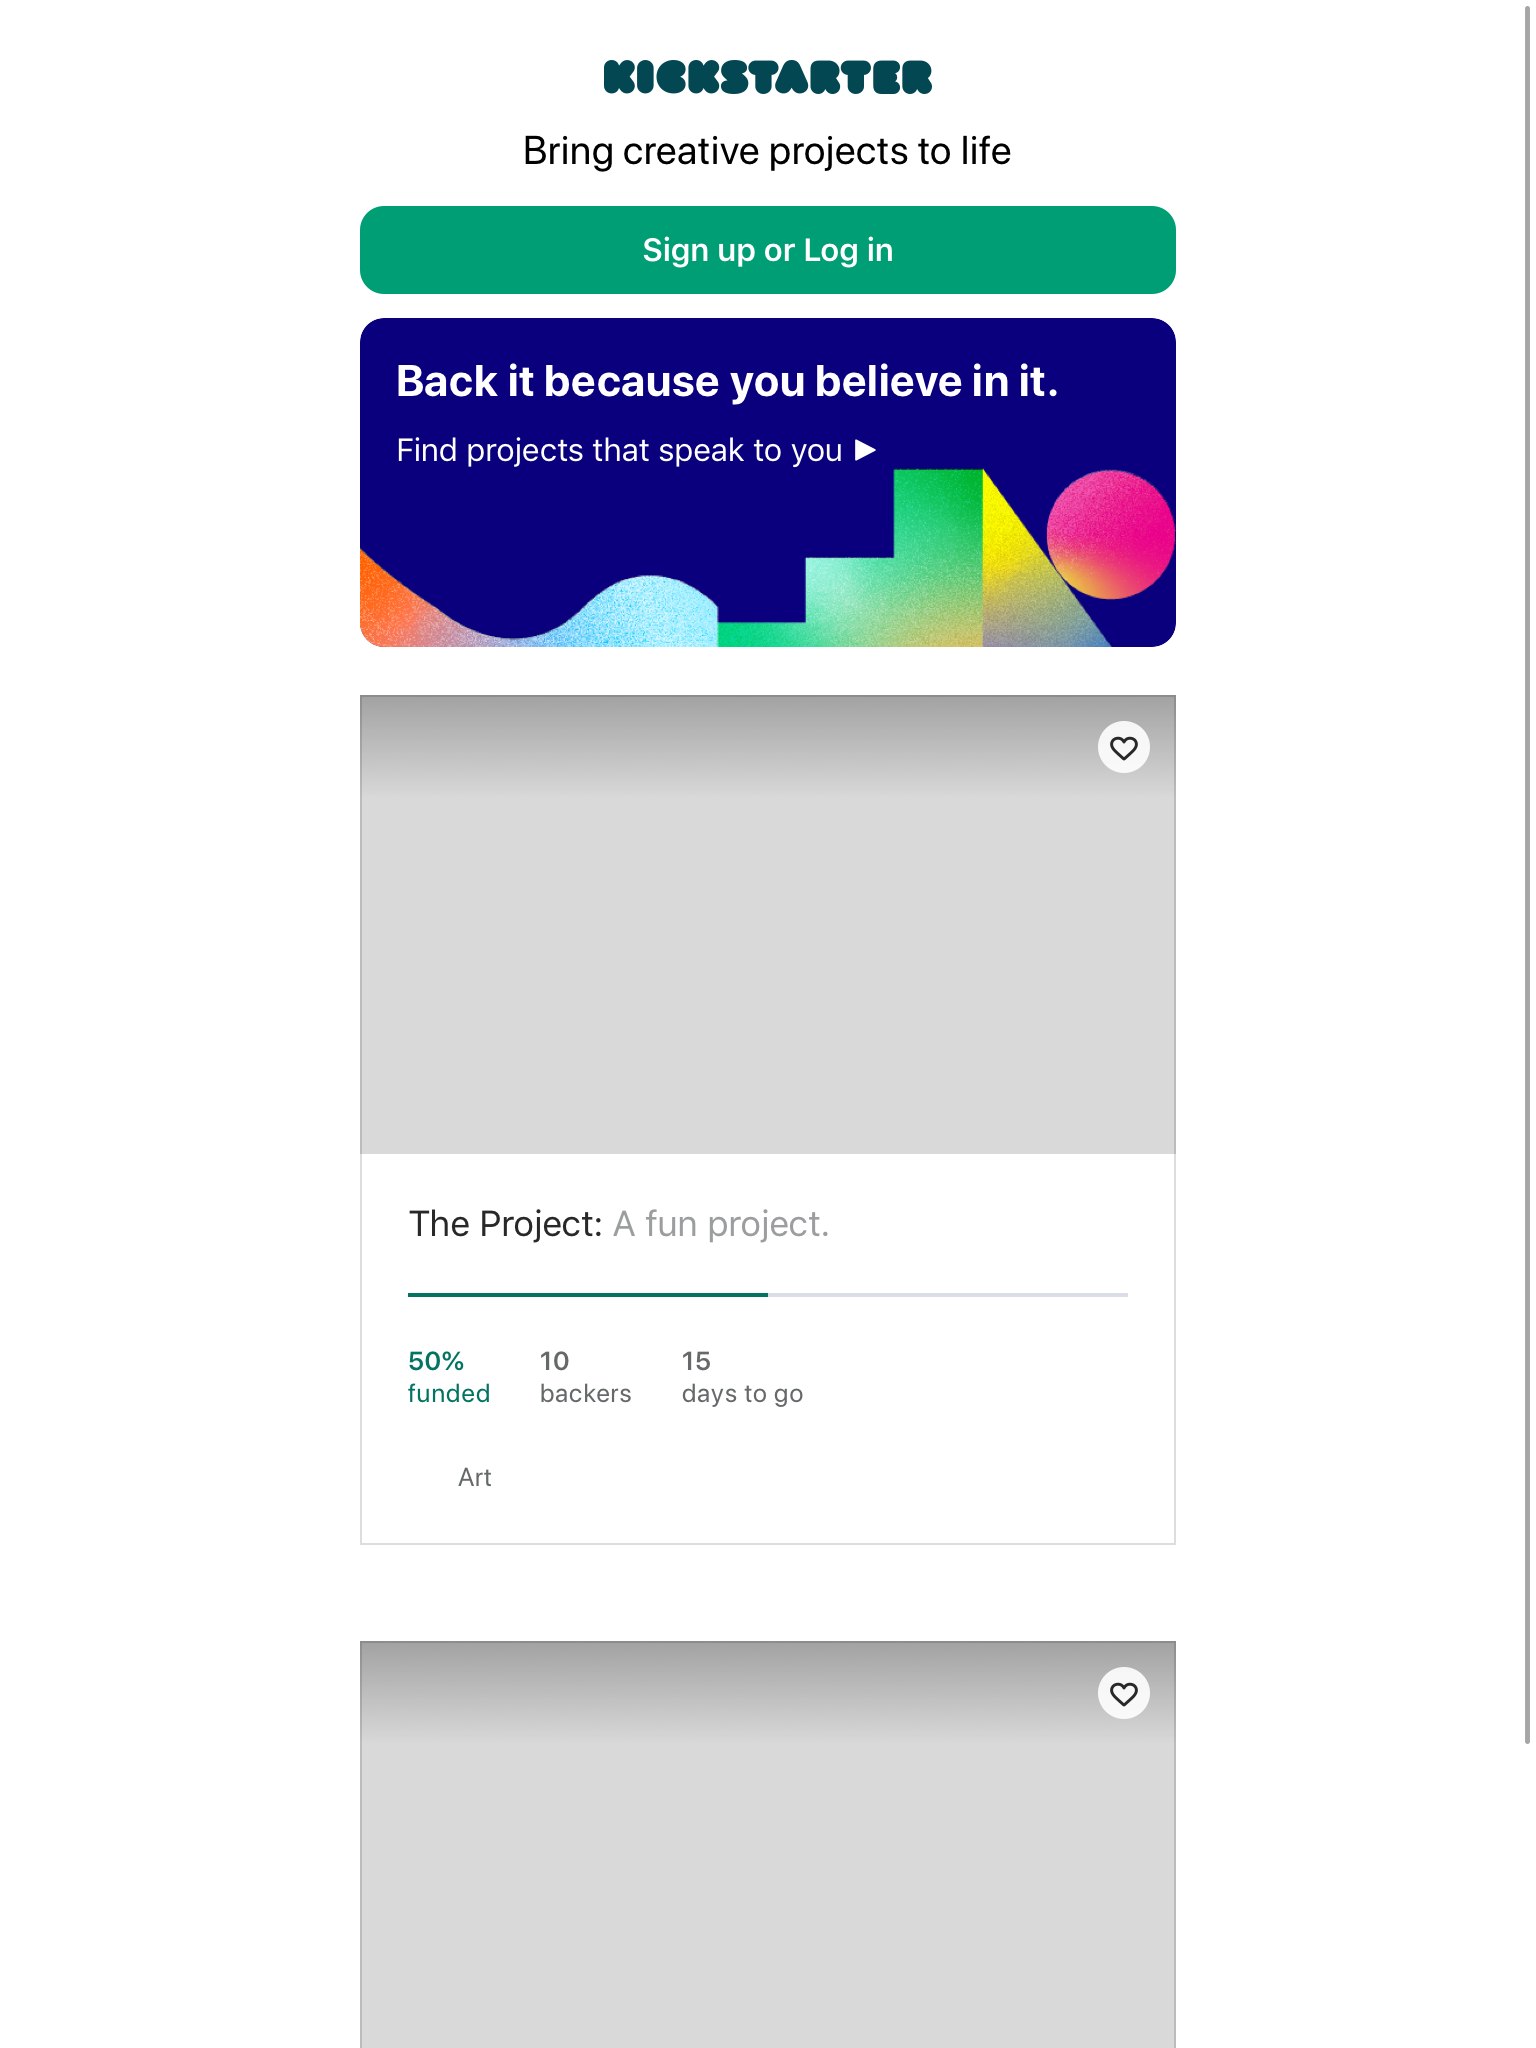 KICKSTARTER
Bring creative projects to life
Sign up or Log in
Back it because you believe in it.
Find projects that speak to you ▶
The Project: A fun project.
50% 10 15
funded backers days to go
Art